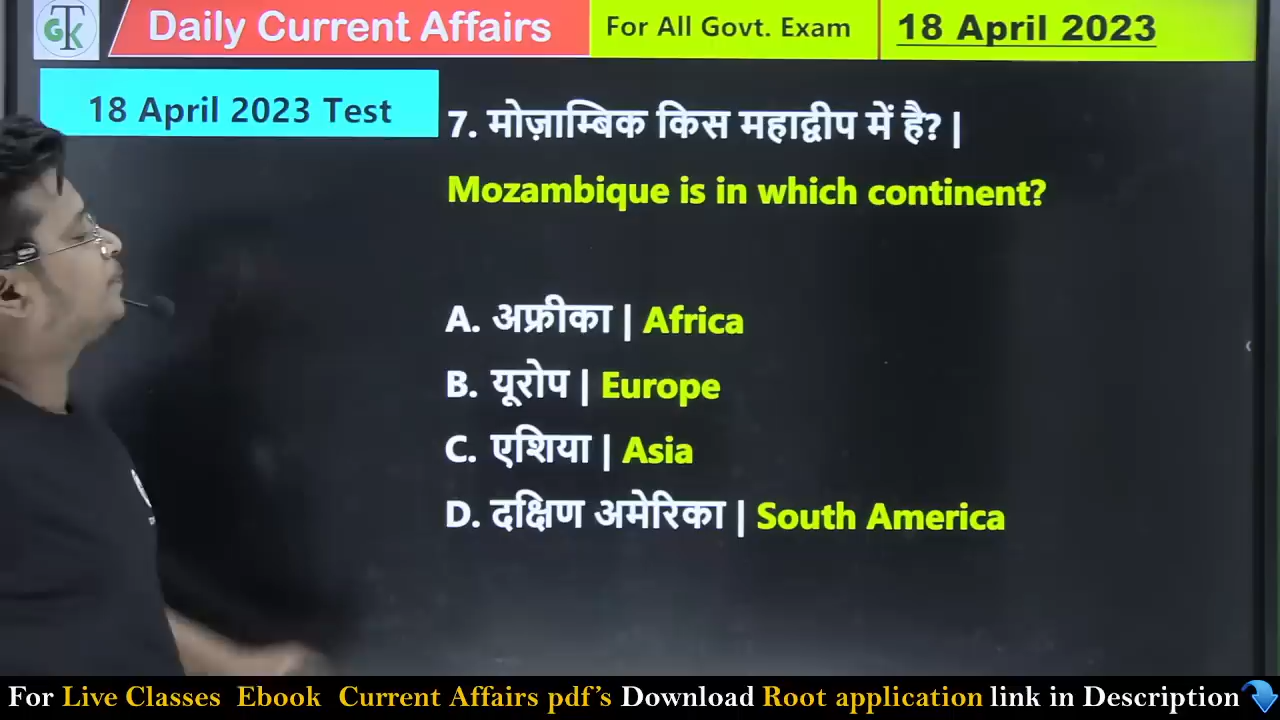 GTK
Daily Current Affairs
For All Govt. Exam
18 April 2023
18 April 2023 Test
7. मोज़ाम्बिक किस महाद्वीप में है? |
Mozambique is in which continent?
A. अफ्रीका | Africa
B. यूरोप | Europe
C. एशिया | Asia
D. दक्षिण अमेरिका | South America
For Live Classes Ebook Current Affairs pdf's Download Root application link in Description